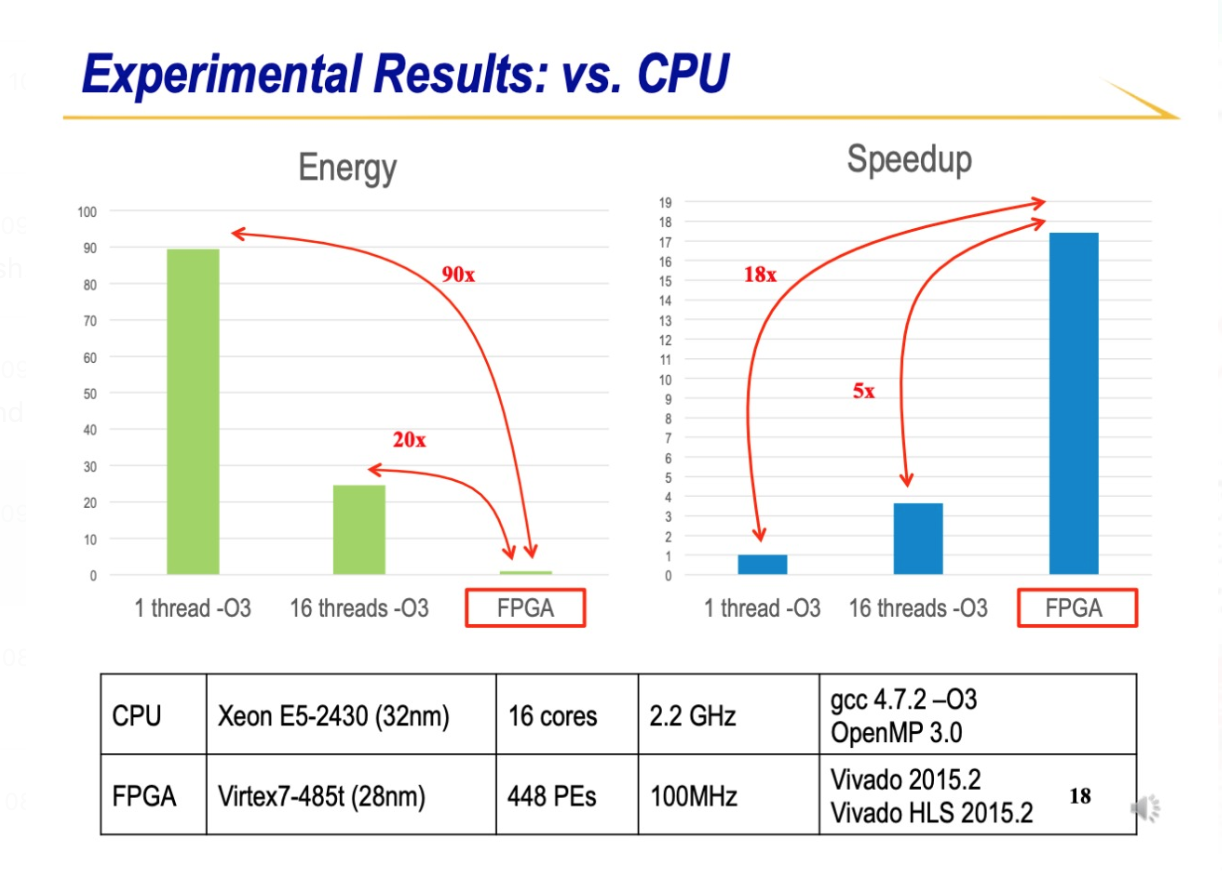 Experimental Results: vs. CPU
Energy
100
90
80
70
60
50
40
30
20
10
0
90x
20x
1 thread -O3
16 threads -O3
FPGA
Speedup
19
18
17
16
15
14
13
12
11
10
9
8
7
6
5
4
3
2
1
0
18x
5x
1 thread -O3
16 threads -O3
FPGA
CPU
Xeon E5-2430 (32nm)
16 cores
2.2 GHz
gcc 4.7.2 –O3
OpenMP 3.0
FPGA
Virtex7-485t (28nm)
448 PEs
100MHz
Vivado 2015.2
Vivado HLS 2015.2
18